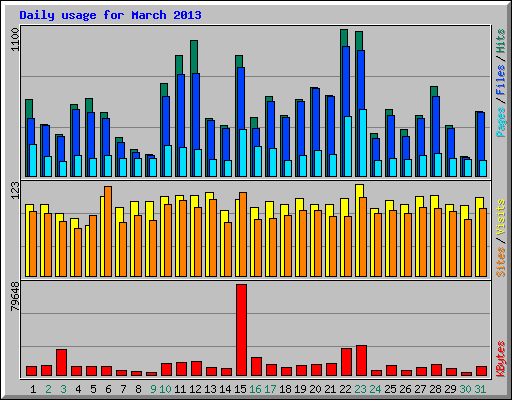 Daily usage for March 2013
1100
Pages / Files / Hits
123
Sites / Visits
79648
KBytes
1 2 3 4 5 6 7 8 9 10 11 12 13 14 15 16 17 18 19 20 21 22 23 24 25 26 27 28 29 30 31